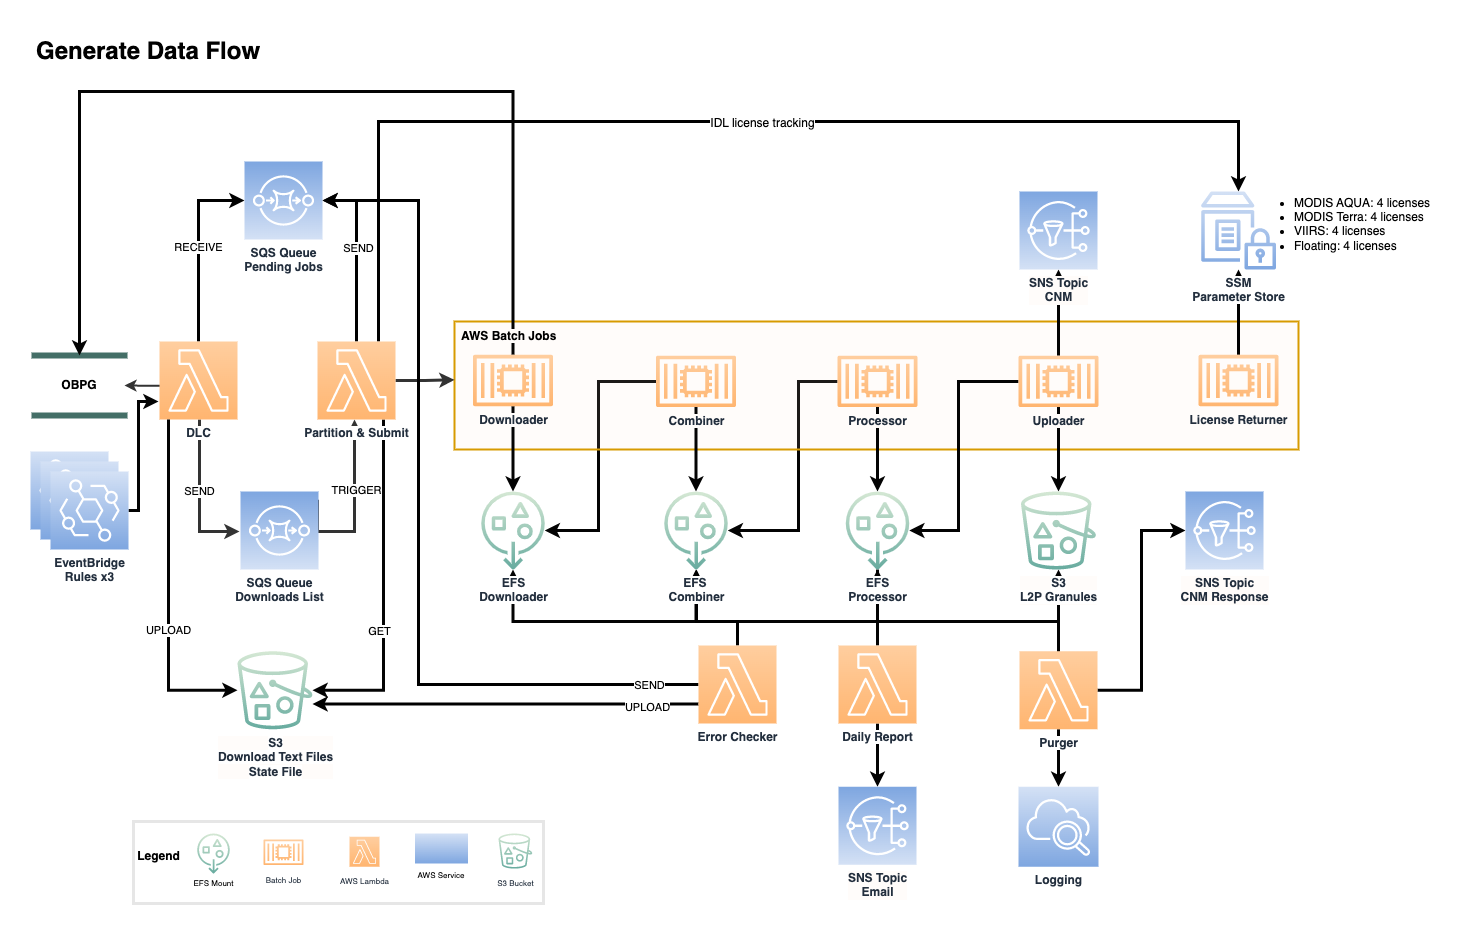 Generate Data Flow
IDL license tracking
MODIS AQUA: 4 licenses
MODIS Terra: 4 licenses
VIIRS: 4 licenses
Floating: 4 licenses
RECEIVE
SQS Queue
Pending Jobs
SEND
SNS Topic
CNM
SSM
Parameter Store
AWS Batch Jobs
OBPG
DLC
Partition & Submit
Downloader
Combiner
Processor
Uploader
License Returner
SEND
TRIGGER
EventBridge
Rules x3
SQS Queue
Downloads List
EFS
Downloader
EFS
Combiner
EFS
Processor
S3
L2P Granules
SNS Topic
CNM Response
UPLOAD
GET
SEND
UPLOAD
S3
Download Text Files
State File
Error Checker
Daily Report
Purger
SNS Topic
Email
Logging
Legend
EFS Mount
Batch Job
AWS Lambda
AWS Service
S3 Bucket